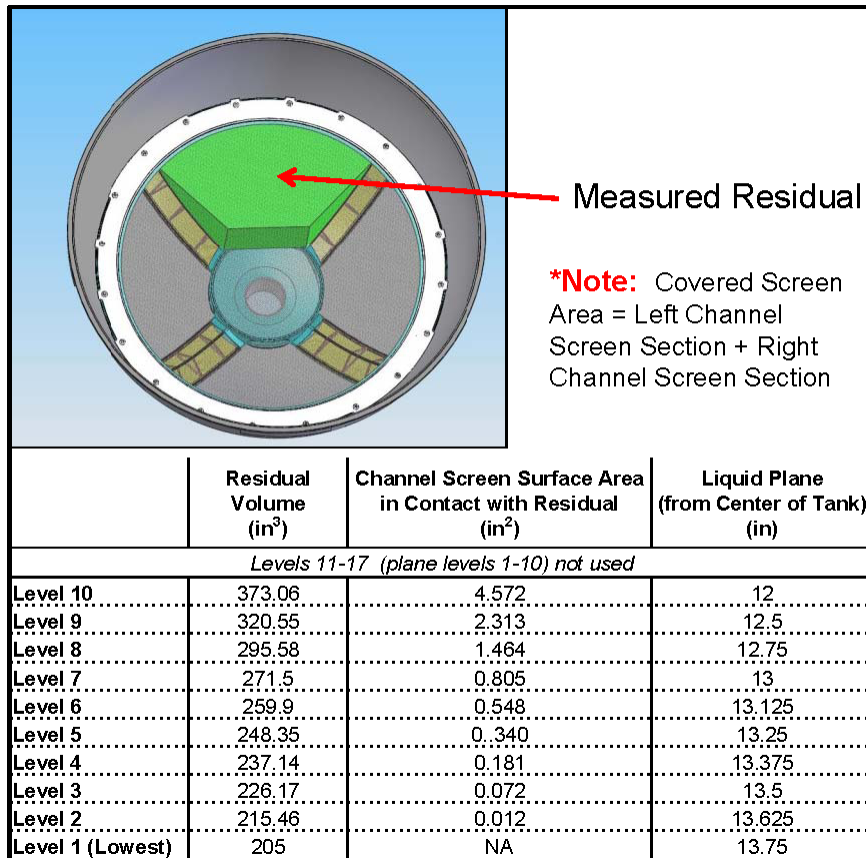 Measured Residual
*Note: Covered Screen
Area = Left Channel
Screen Section + Right
Channel Screen Section
Residual Volume (in³) | Channel Screen Surface Area in Contact with Residual (in²) | Liquid Plane (from Center of Tank) (in)
Levels 11-17 (plane levels 1-10) not used
Level 10 373.06 4.572 12
Level 9 320.55 2.313 12.5
Level 8 295.58 1.464 12.75
Level 7 271.5 0.805 13
Level 6 259.9 0.548 13.125
Level 5 248.35 0..340 13.25
Level 4 237.14 0.181 13.375
Level 3 226.17 0.072 13.5
Level 2 215.46 0.012 13.625
Level 1 (Lowest) 205 NA 13.75